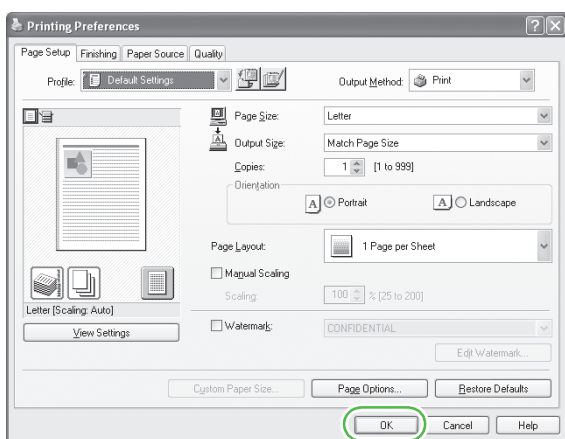 Printing Preferences
Page Setup Finishing Paper Source Quality
Profile: Default Settings Output Method: Print
Page Size: Letter
Output Size: Match Page Size
Copies: 1 [1 to 999]
Orientation
A Portrait A Landscape
Page Layout: 1 Page per Sheet
Manual Scaling
Scaling: 100 % [25 to 200]
Letter [Scaling: Auto]
View Settings
Watermark: CONFIDENTIAL
Edit Watermark...
Custom Paper Size... Page Options... Restore Defaults
OK Cancel Help